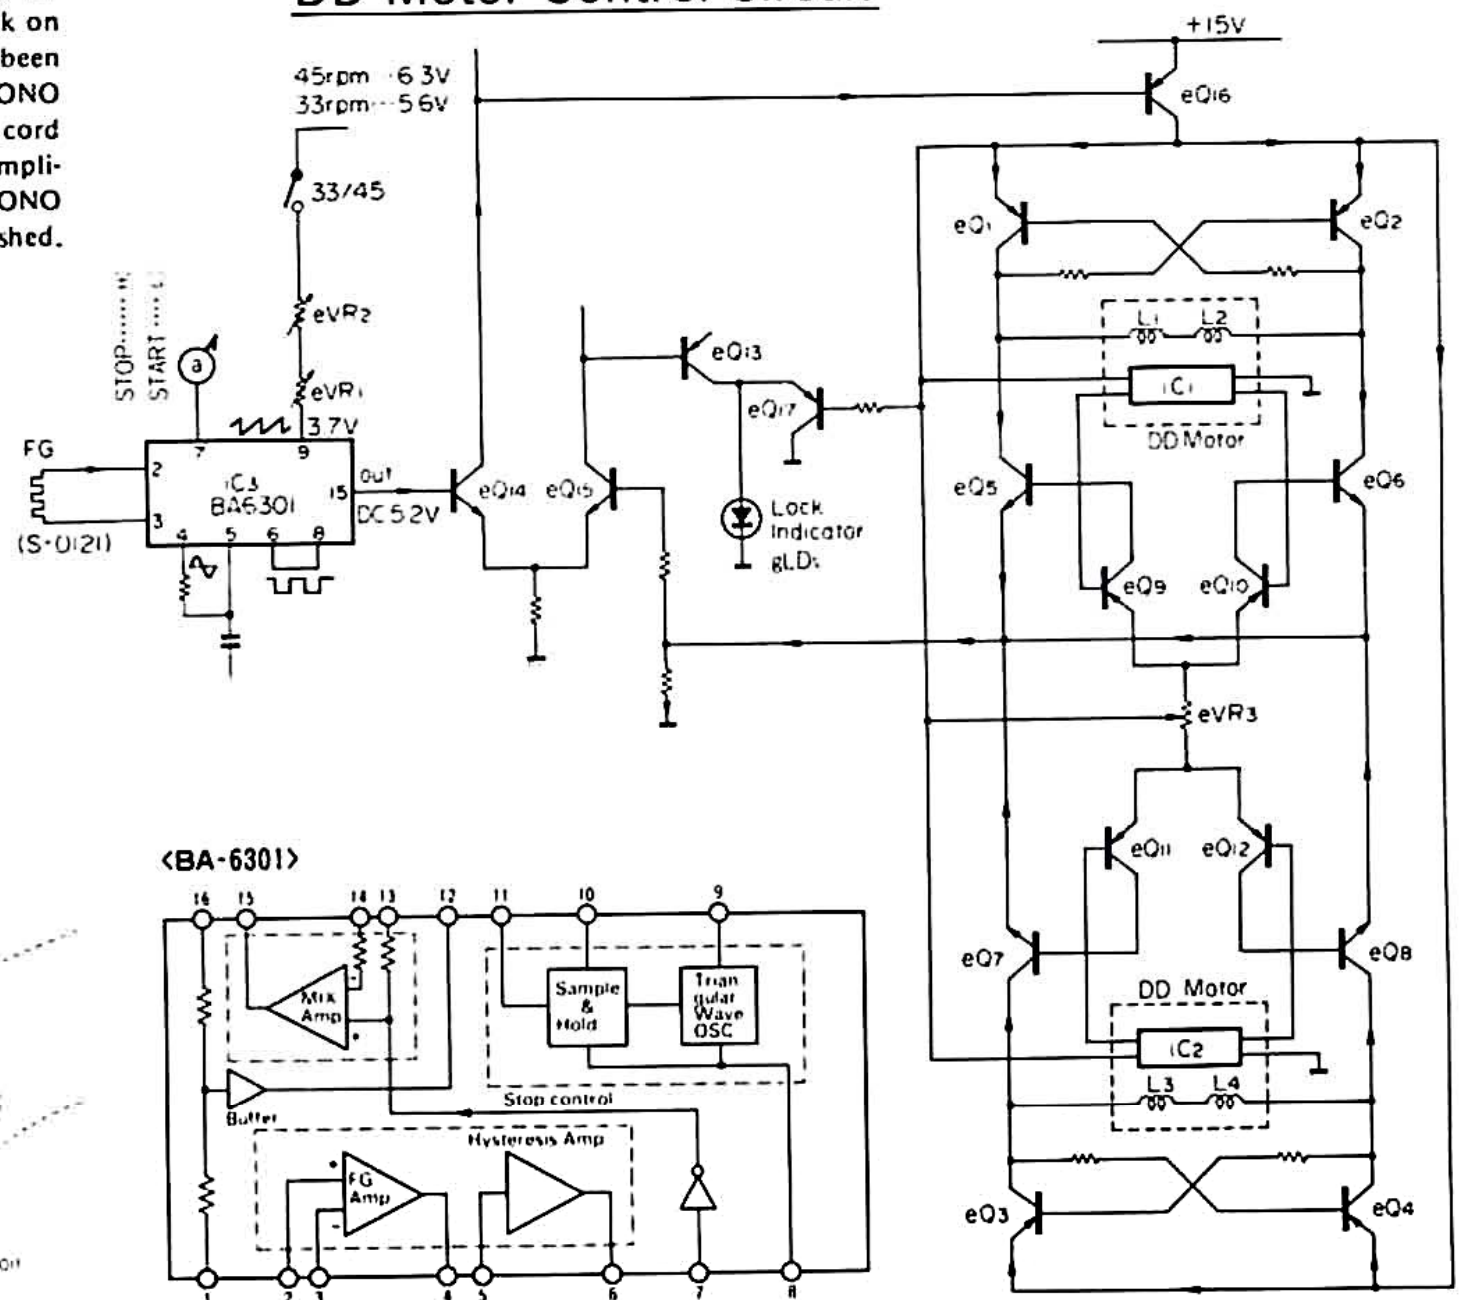 DD Motor Control Circuit
k on
been
ONO
cord
mpli-
ONO
shed.
+15V
45rpm ··6.3V
33rpm···5.6V
eQ16
33/45
eQ1
eQ2
STOP········H
START····L
eVR2
L1 L2
eQ13
a
eVR1
iC1
eQ17
3.7V
DD Motor
FG
7 9
2
iC3
BA6301
15
out
eQ14
eQ15
eQ5
eQ6
DC5.2V
Lock
Indicator
3
4 5 6 8
(S-0121)
eQ9
eQ10
eVR3
<BA-6301>
eQ11
eQ12
16 15 14 13 12 11 10 9
eQ7
eQ8
Mix
Amp
-
+
Sample
&
Hold
Trian
gular
Wave
OSC
DD Motor
iC2
L3 L4
Buffer
Stop control
Hysteresis Amp
+
FG
Amp
-
eQ3
eQ4
1 2 3 4 5 6 7 8